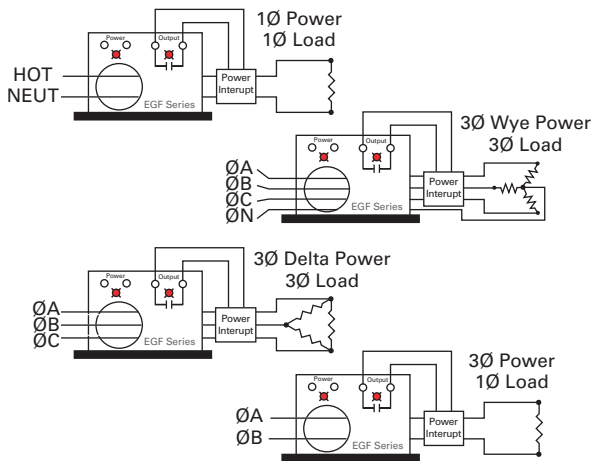 1Ø Power
1Ø Load
Power
Output
HOT
NEUT
Power
Interupt
EGF Series
3Ø Wye Power
3Ø Load
Power
Output
ØA
ØB
ØC
ØN
Power
Interupt
EGF Series
3Ø Delta Power
3Ø Load
Power
Output
ØA
ØB
ØC
Power
Interupt
EGF Series
3Ø Power
1Ø Load
Power
Output
ØA
ØB
Power
Interupt
EGF Series